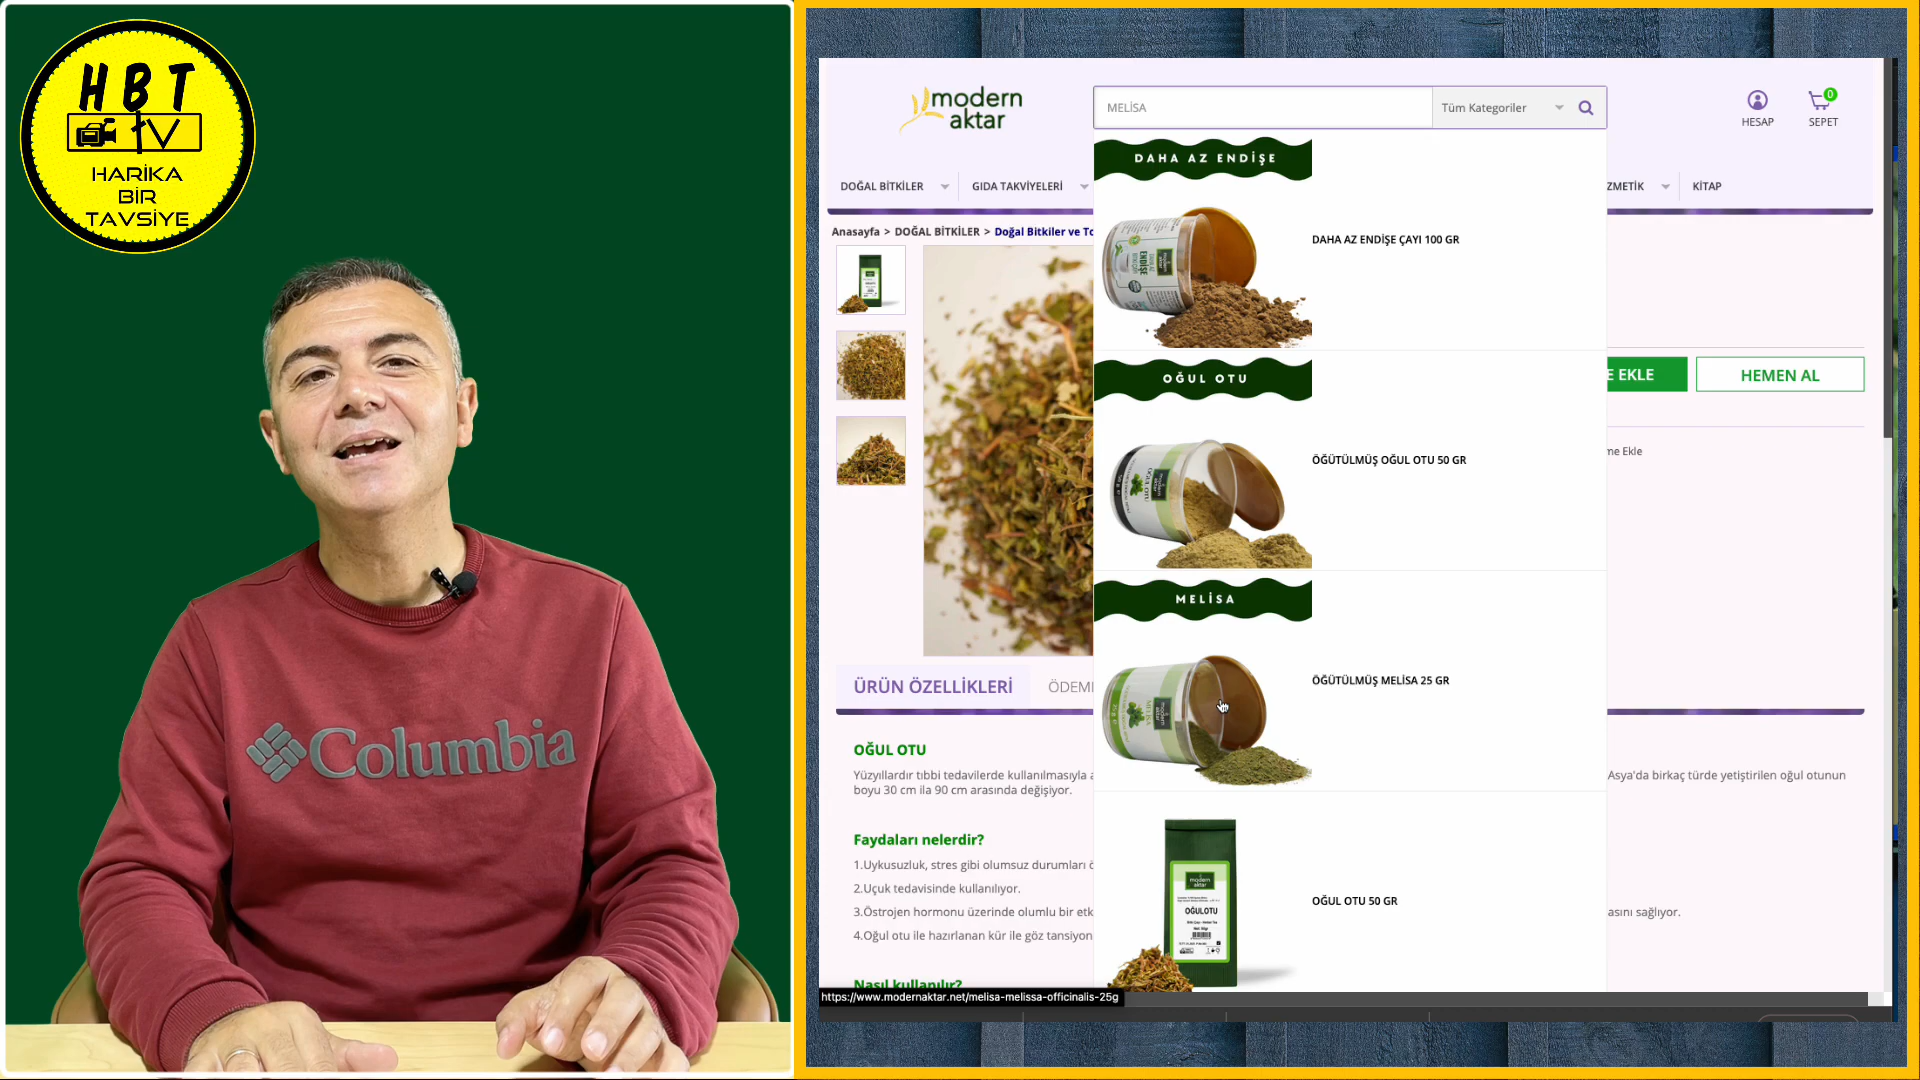 HBT
TV
HARİKA
BİR
TAVSİYE
Columbia
modern
aktar
MELİSA
Tüm Kategoriler
HESAP
0
SEPET
DOĞAL BİTKİLER
GIDA TAKVİYELERİ
ZMETİK
KİTAP
Anasayfa > DOĞAL BİTKİLER > Doğal Bitkiler ve To
DAHA AZ ENDİŞE
DAHA AZ ENDİŞE ÇAYI 100 GR
E EKLE
HEMEN AL
OĞUL OTU
ÖĞÜTÜLMÜŞ OĞUL OTU 50 GR
me Ekle
MELİSA
ÖĞÜTÜLMÜŞ MELİSA 25 GR
ÜRÜN ÖZELLİKLERİ
ÖDEME
OĞUL OTU
Yüzyıllardır tıbbi tedavilerde kullanılmasıyla a
Asya'da birkaç türde yetiştirilen oğul otunun
boyu 30 cm ila 90 cm arasında değişiyor.
Faydaları nelerdir?
1.Uykusuzluk, stres gibi olumsuz durumları ö
2.Uçuk tedavisinde kullanılıyor.
3.Östrojen hormonu üzerinde olumlu bir etk
asını sağlıyor.
4.Oğul otu ile hazırlanan kür ile göz tansiyon
modern
aktar
OĞULOTU
OĞUL OTU 50 GR
Nasıl kullanılır?
https://www.modernaktar.net/melisa-melissa-officinalis-25g